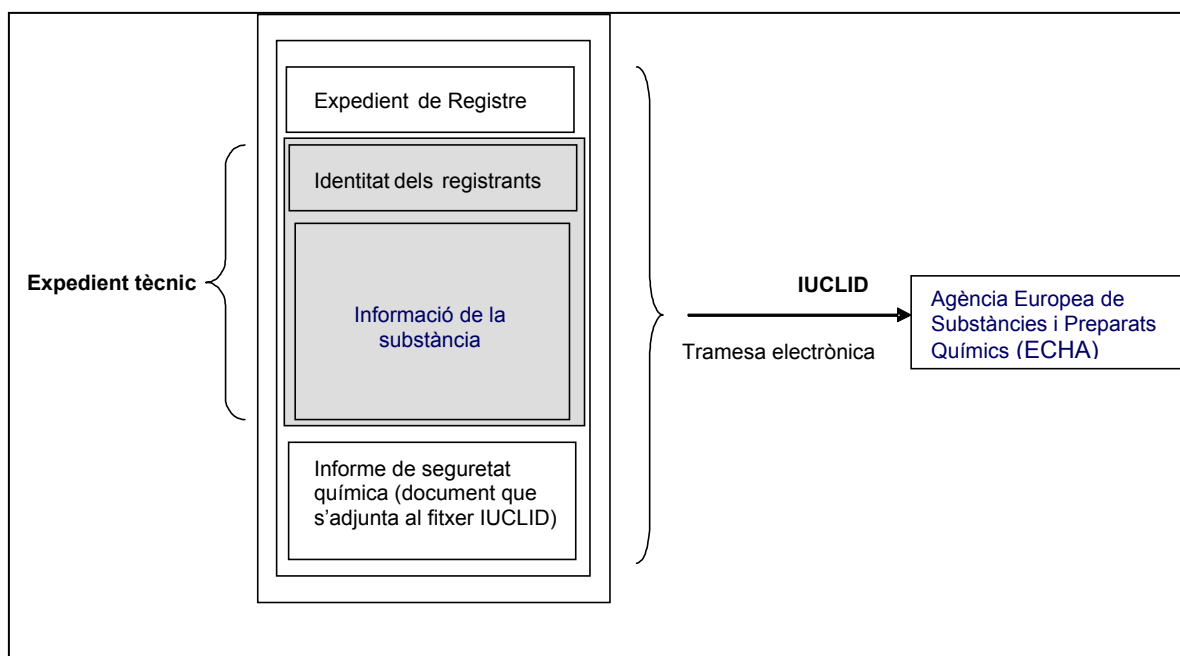 Expedient de Registre
Identitat dels registrants
Expedient tècnic
Informació de la
substància
Informe de seguretat
química (document que
s'adjunta al fitxer IUCLID)
IUCLID
Tramesa electrònica
Agència Europea de
Substàncies i Preparats
Químics (ECHA)